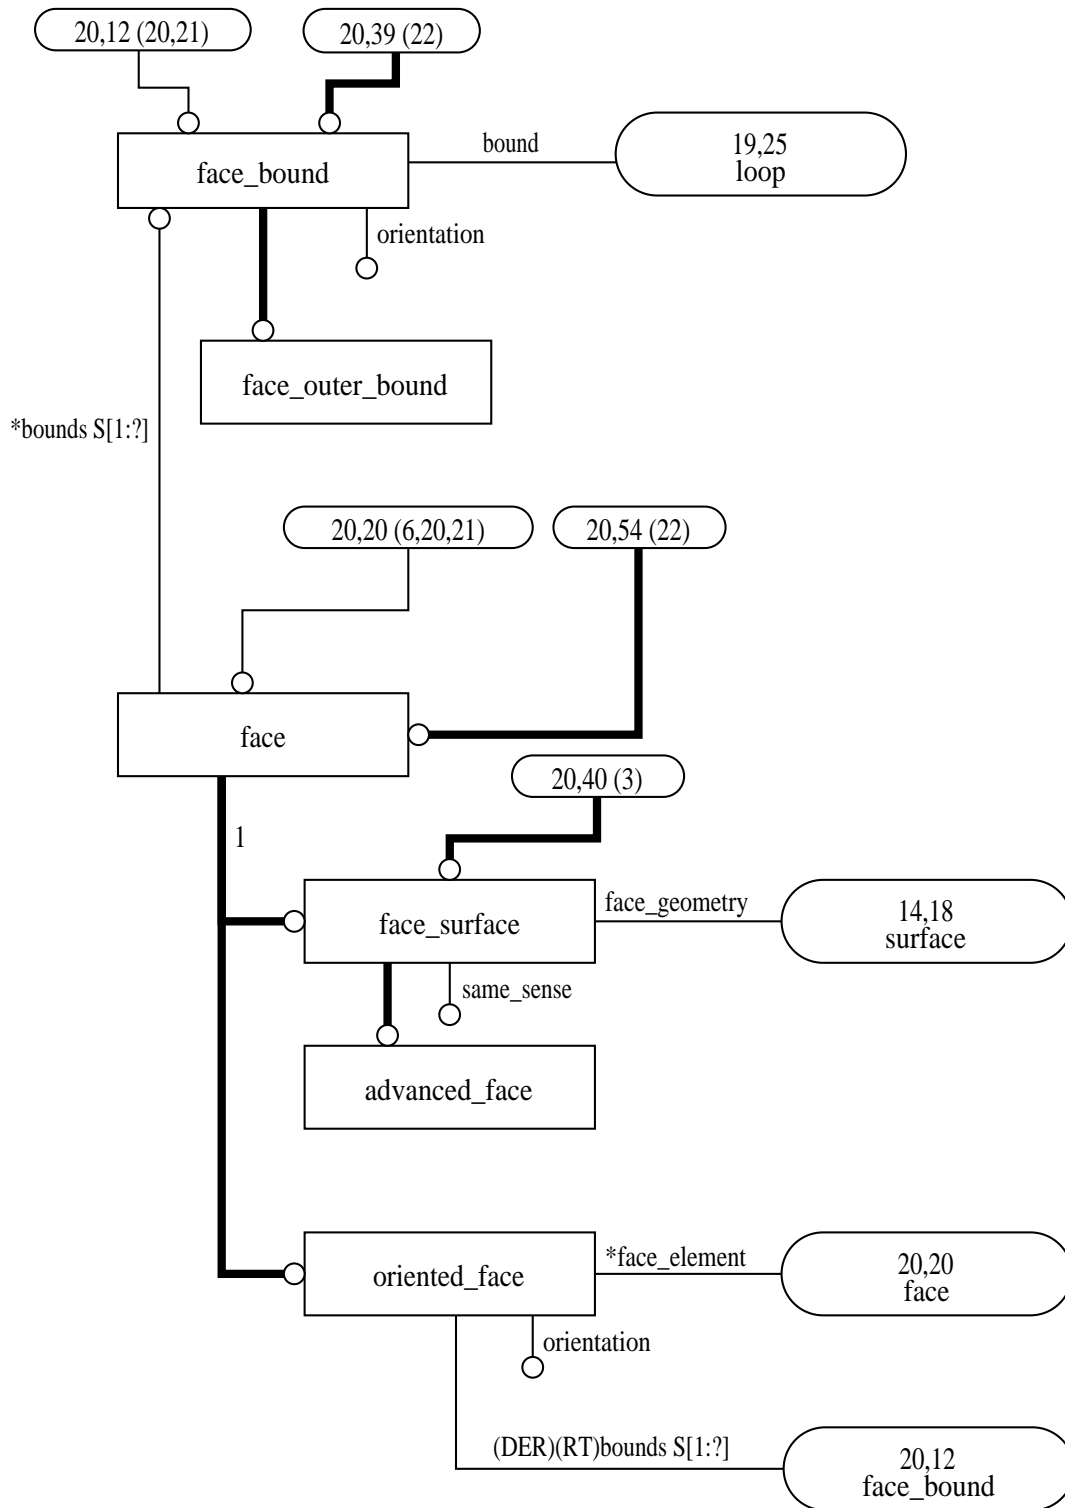 20,12 (20,21)
20,39 (22)
face_bound
bound
19,25
loop
orientation
face_outer_bound
*bounds S[1:?]
20,20 (6,20,21)
20,54 (22)
face
20,40 (3)
1
face_surface
face_geometry
14,18
surface
same_sense
advanced_face
oriented_face
*face_element
20,20
face
orientation
(DER)(RT)bounds S[1:?]
20,12
face_bound